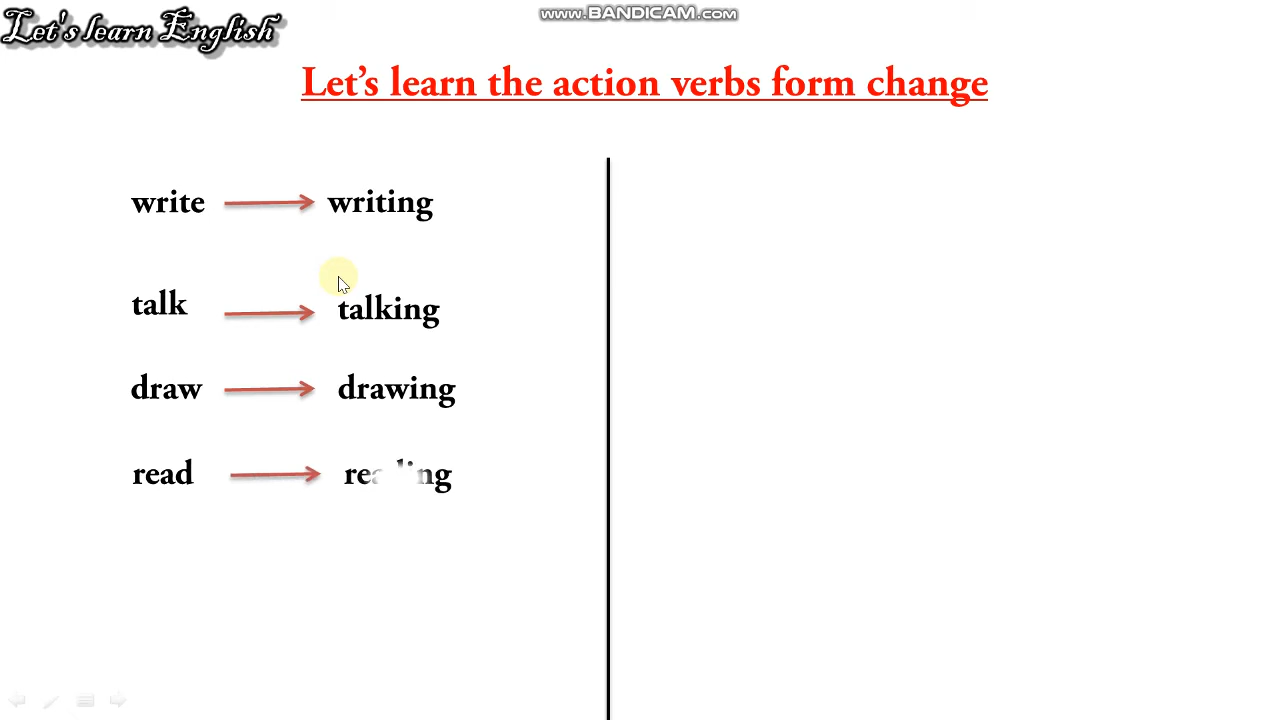 Let's learn English
www.BANDICAM.com
Let's learn the action verbs form change
write writing
talk talking
draw drawing
read reading